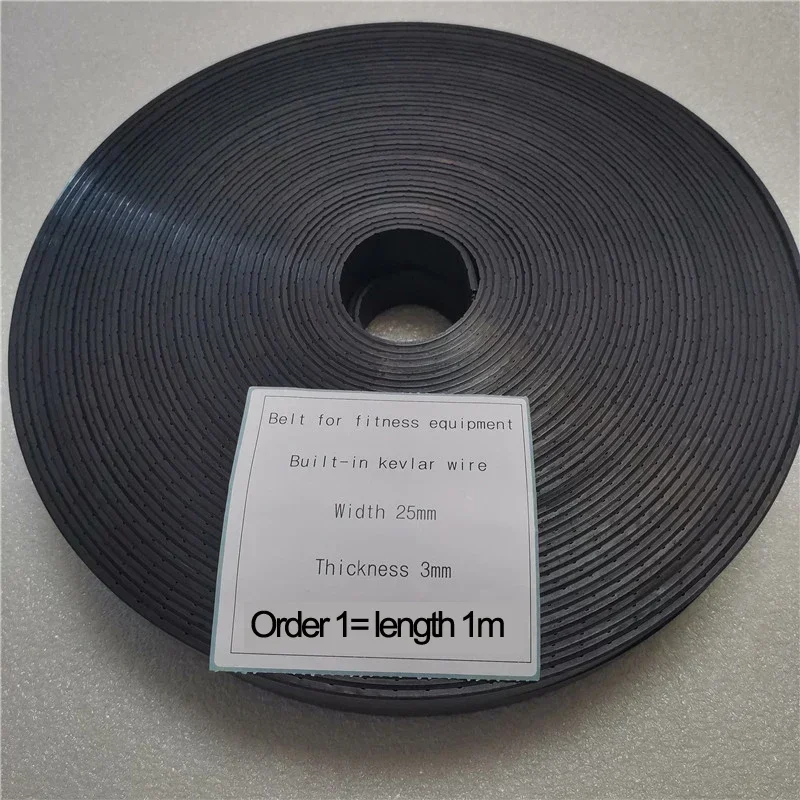 Belt for fitness equipment
Built-in kevlar wire
Width 25mm
Thickness 3mm
Order 1= length 1m